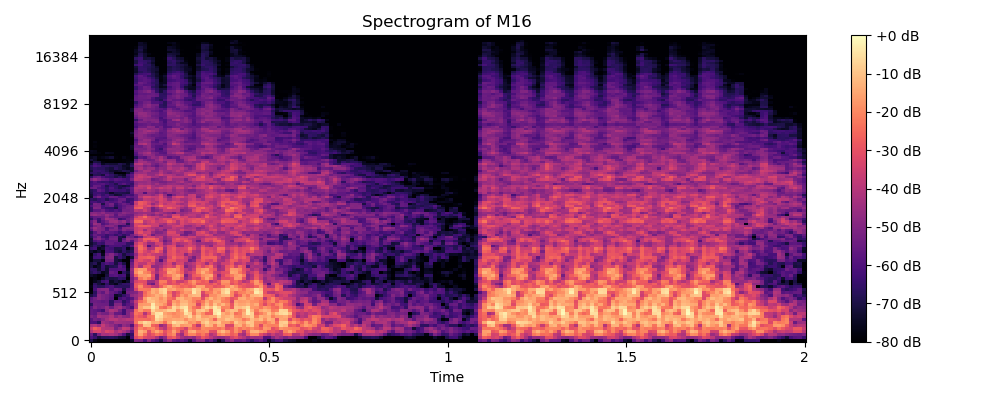 Spectrogram of M16
Hz
16384
8192
4096
2048
1024
512
0
0 0.5 1 1.5 2
Time
+0 dB
-10 dB
-20 dB
-30 dB
-40 dB
-50 dB
-60 dB
-70 dB
-80 dB